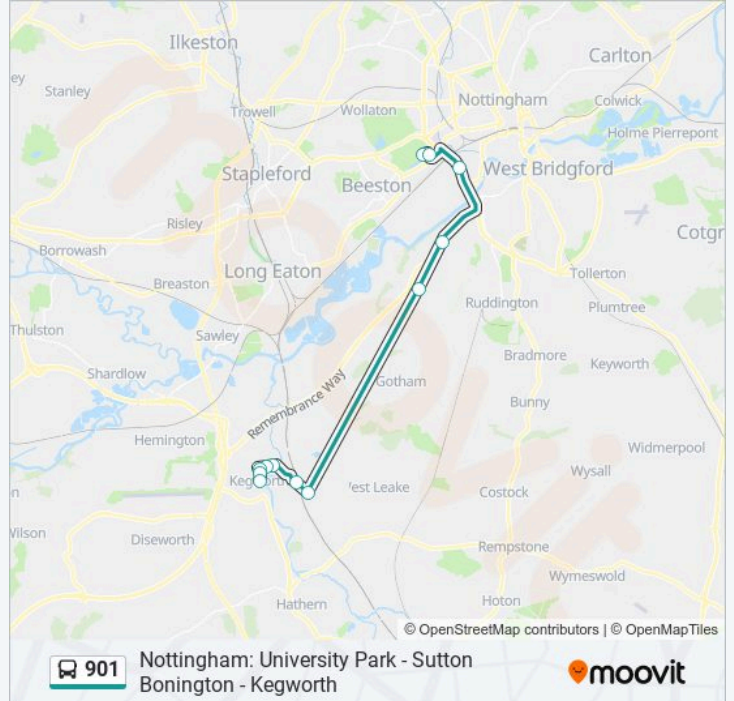 Ilkeston
Carlton
ey
Stanley
Nottingham
Colwick
Trowell
Wollaton
Holme Pierrepont
Stapleford
West Bridgford
Beeston
Risley
Cotgr
Borrowash
Long Eaton
Tollerton
Breaston
Ruddington
Plumtree
Thulston
Sawley
Bradmore
Keyworth
Shardlow
Gotham
Remembrance Way
Bunny
Hemington
Widmerpool
Wysall
Kegworth
'est Leake
Costock
n
Wilson
Diseworth
Rempstone
Wymeswold
Hathern
Hoton
© OpenStreetMap contributors | © OpenMapTiles
901
Nottingham: University Park - Sutton
Bonington - Kegworth
moovit